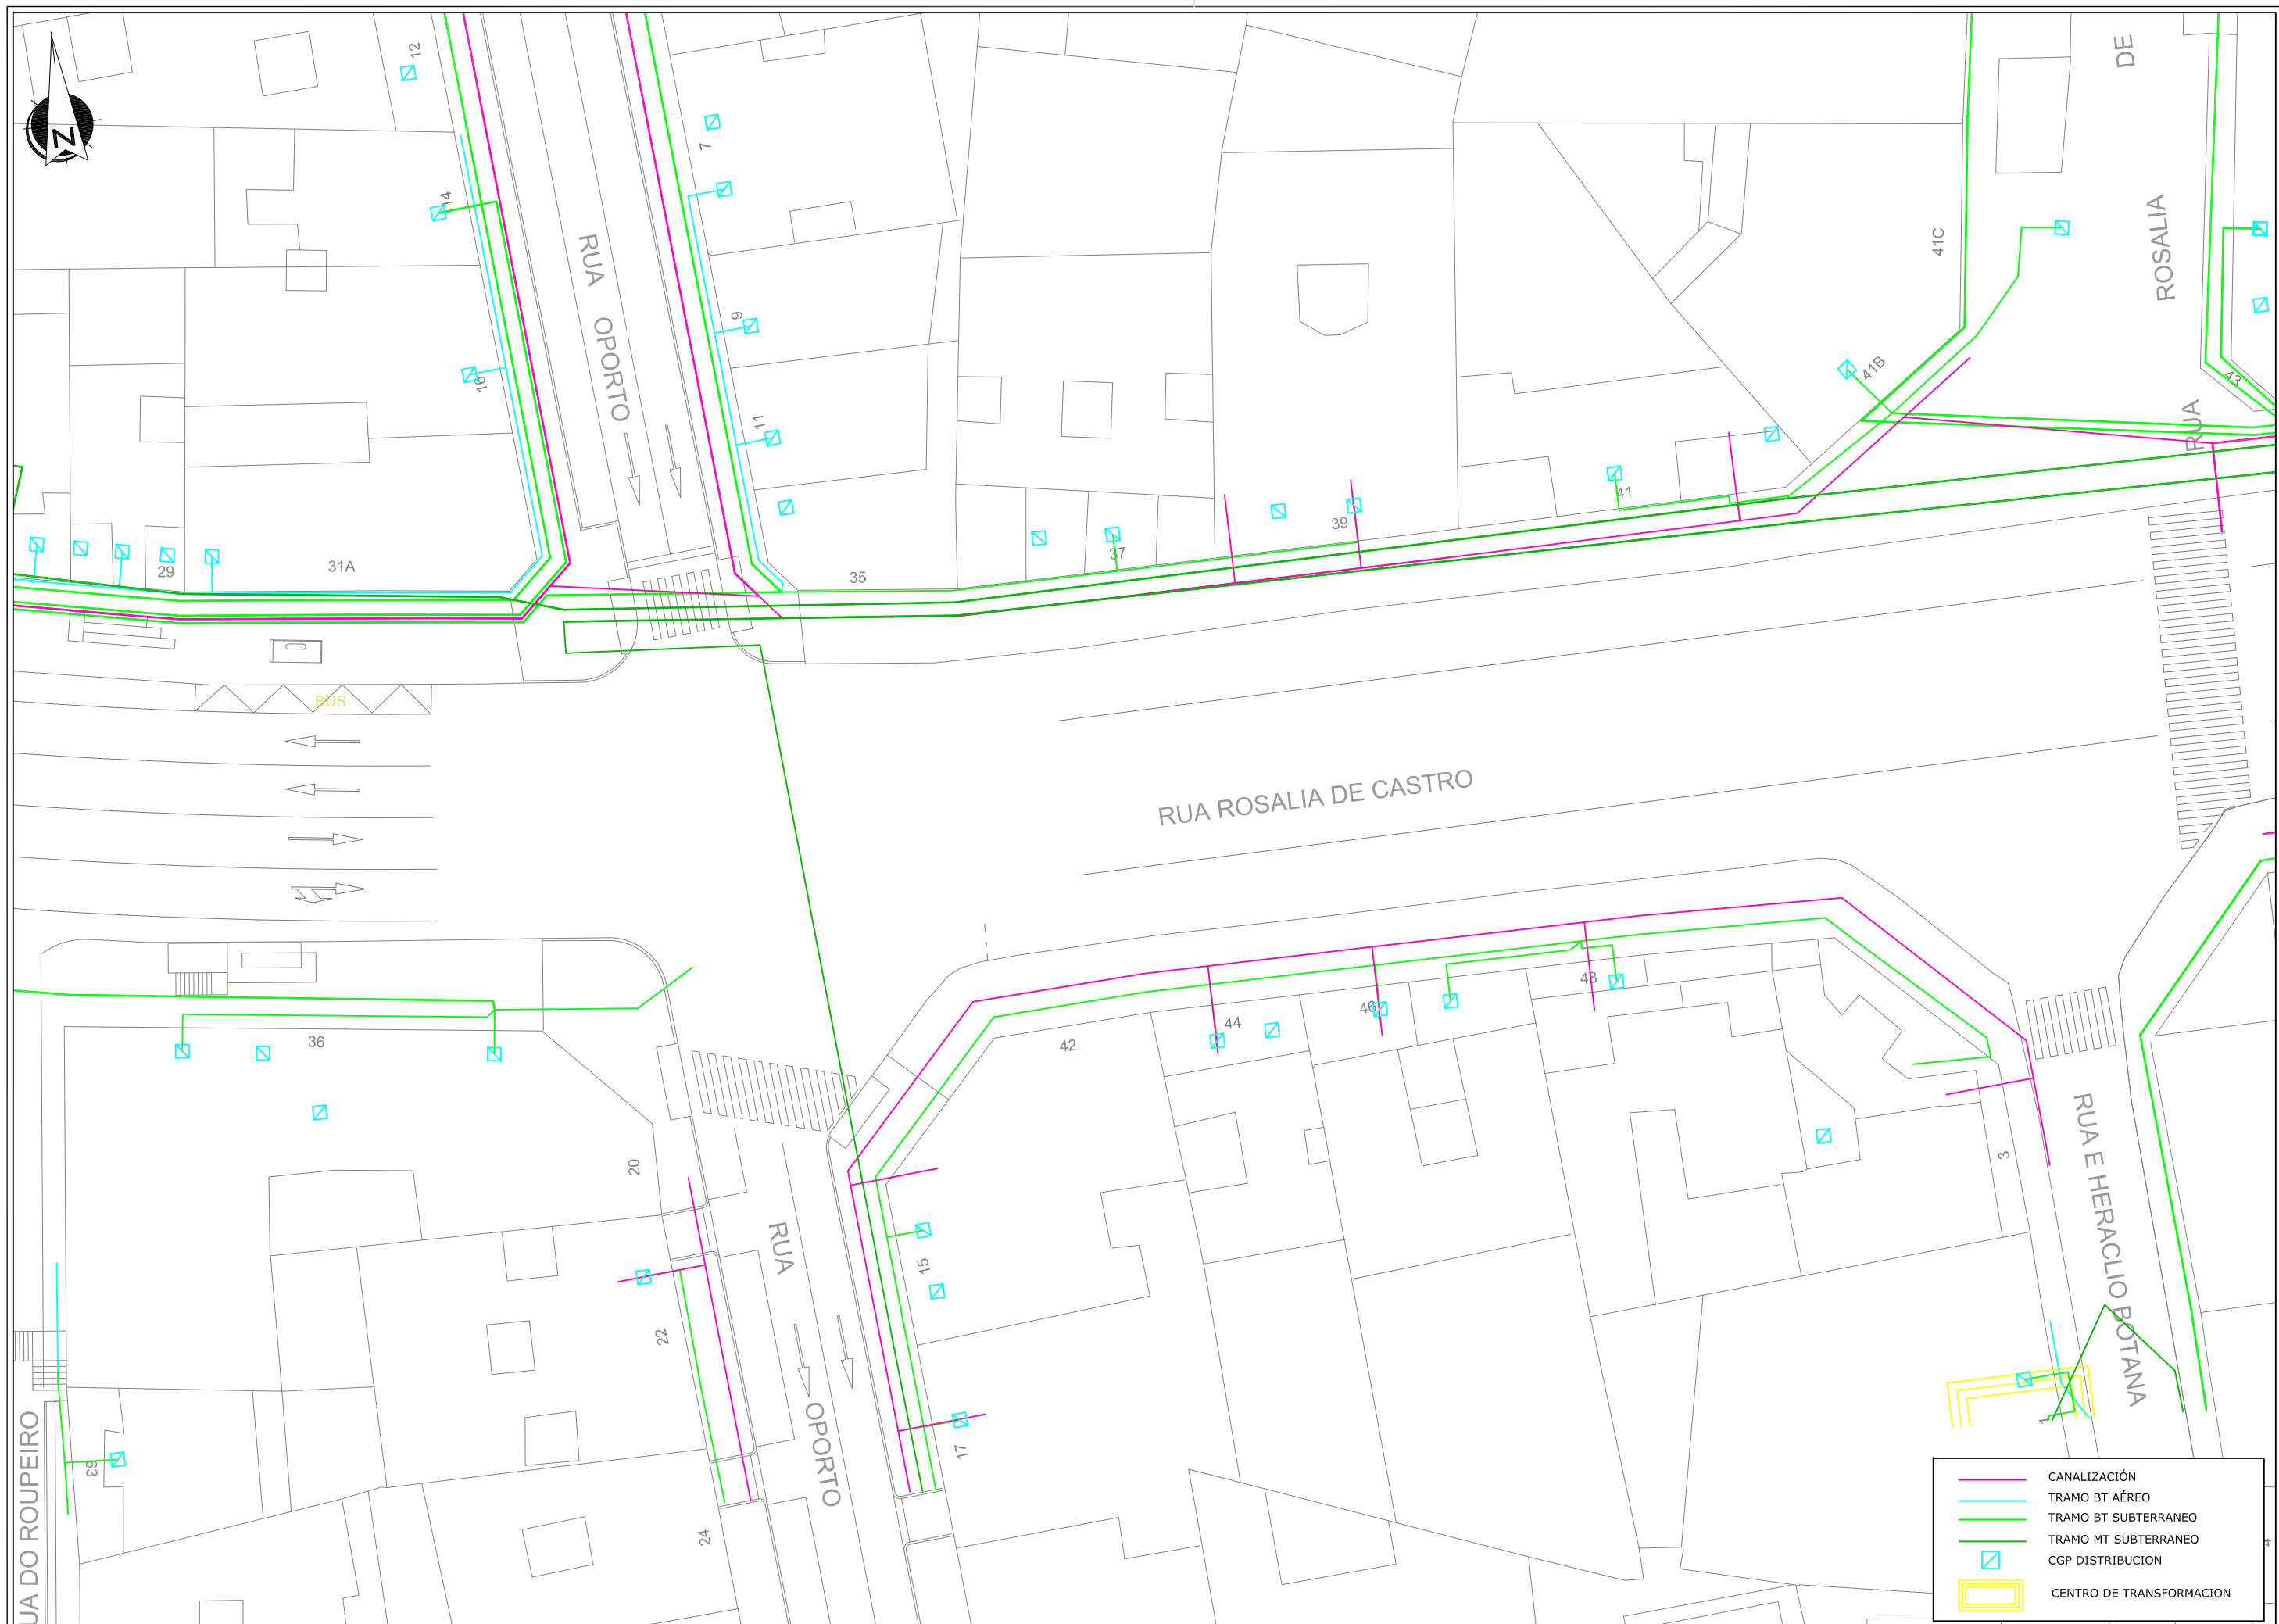 12
DE
N
7
14
ROSALIA
41C
RUA OPORTO
9
16
41B
43
11
RUA
41
39
37
29
31A
35
BUS
RUA ROSALIA DE CASTRO
36
42
44
46
48
20
15
3
RUA E HERACLIO BOTANA
22
RUA OPORTO
17
1
63
24
UA DO ROUPEIRO
4
CANALIZACIÓN
TRAMO BT AÉREO
TRAMO BT SUBTERRANEO
TRAMO MT SUBTERRANEO
CGP DISTRIBUCION
CENTRO DE TRANSFORMACION